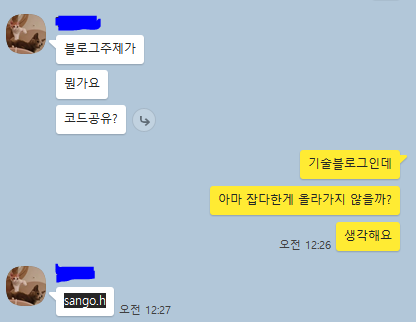 블로그주제가
뭔가요
코드공유?
기술블로그인데
아마 잡다한게 올라가지 않을까?
생각해요
오전 12:26
sango.h
오전 12:27